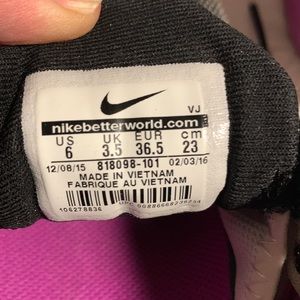 VJ
nikebetterworld.com
US UK EUR cm
6 3.5 36.5 23
12/08/15 818098-101 02/03/16
MADE IN VIETNAM
FABRIQUE AU VIETNAM